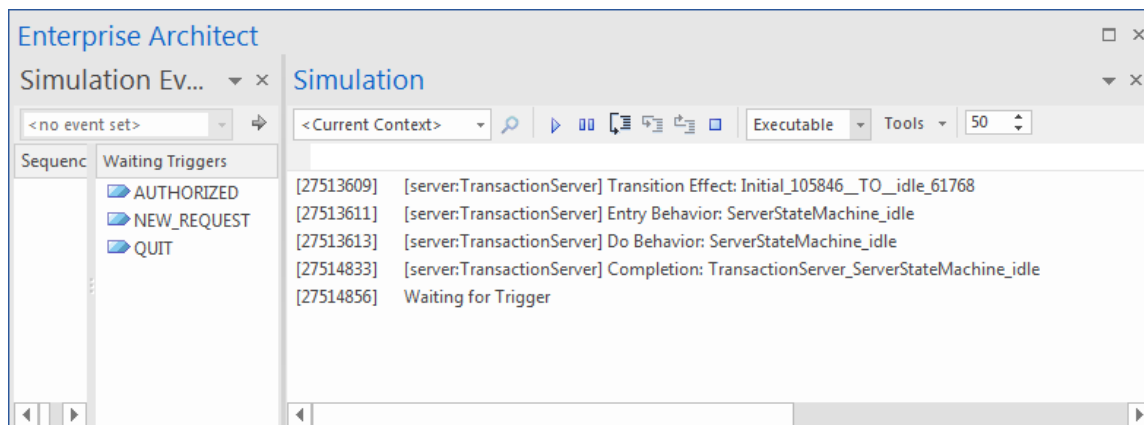 Enterprise Architect
Simulation Ev...
<no event set>
Sequenc Waiting Triggers
AUTHORIZED
NEW_REQUEST
QUIT
Simulation
<Current Context> Executable Tools 50
[27513609] [server:TransactionServer] Transition Effect: Initial_105846__TO__idle_61768
[27513611] [server:TransactionServer] Entry Behavior: ServerStateMachine_idle
[27513613] [server:TransactionServer] Do Behavior: ServerStateMachine_idle
[27514833] [server:TransactionServer] Completion: TransactionServer_ServerStateMachine_idle
[27514856] Waiting for Trigger